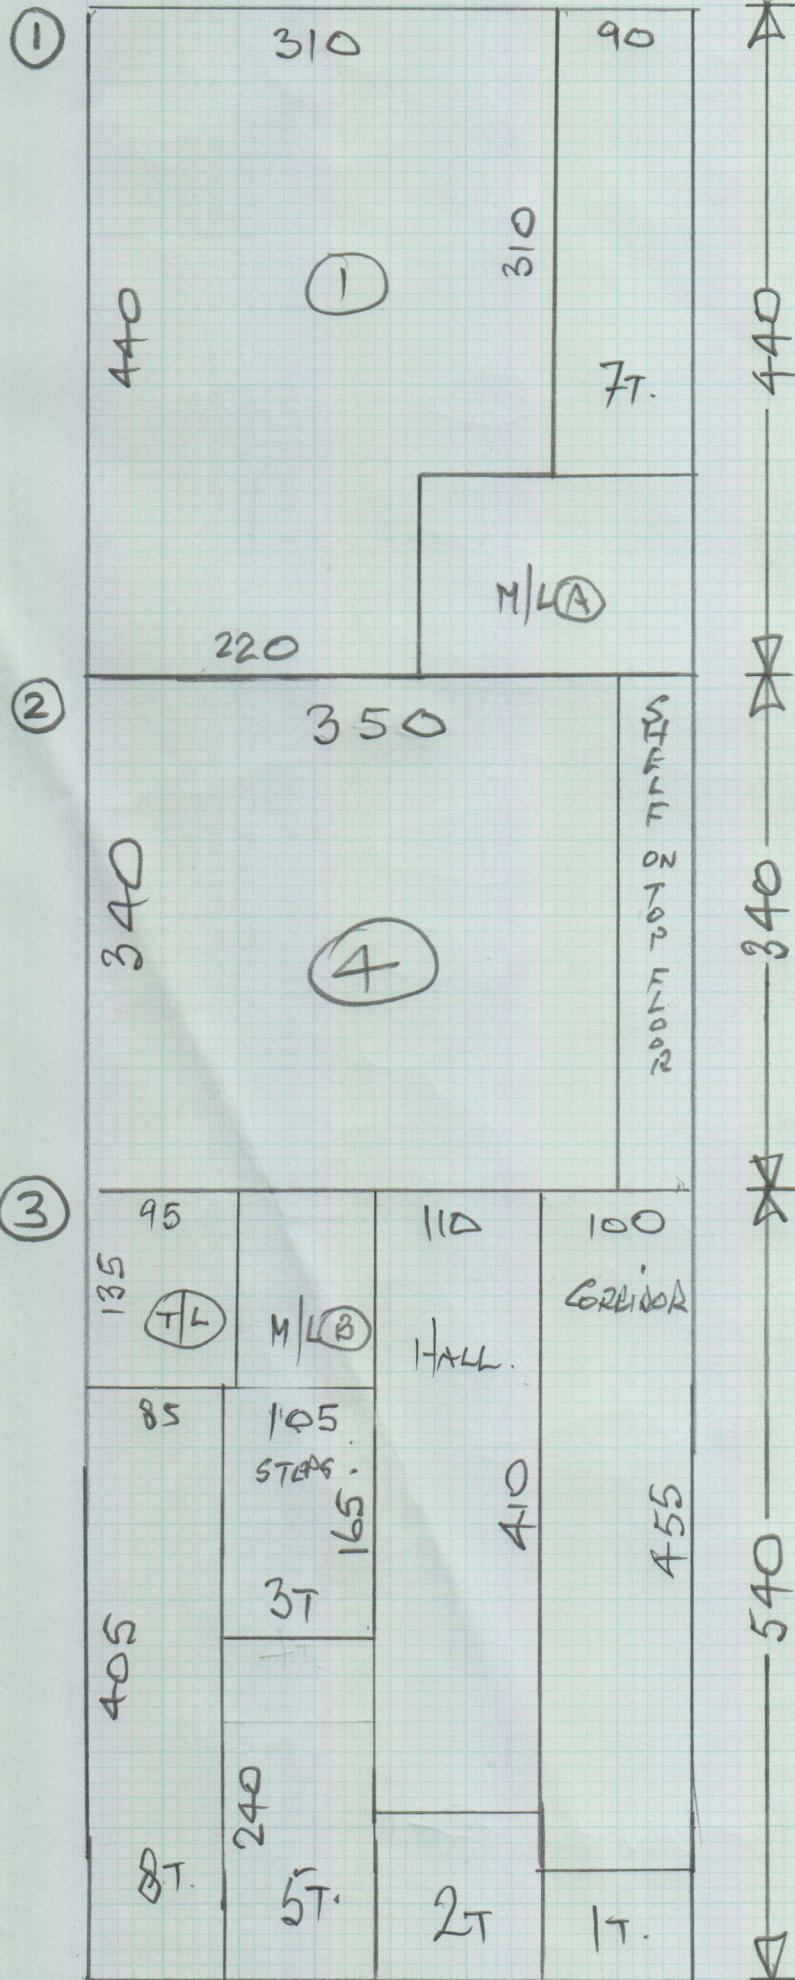 1
310
90
440
1
310
7T.
440
220
M/L A
2
350
SHELF ON TOP FLOOR
340
4
340
3
95
110
100
135
T/L
M/L B
HALL.
CORRIDOR
85
105
STEPS.
165
3T
410
455
540
405
240
8T.
5T.
2T
1T.